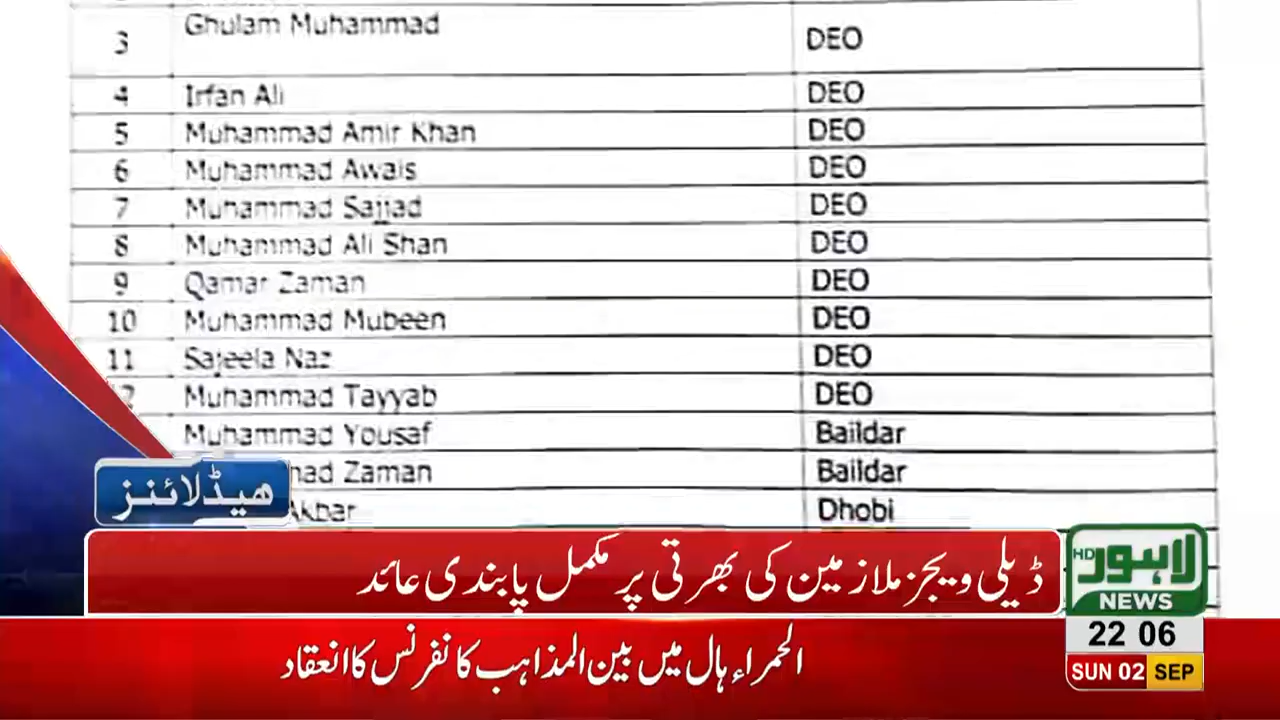 3 Ghulam Muhammad DEO
4 Irfan Ali DEO
5 Muhammad Amir Khan DEO
6 Muhammad Awais DEO
7 Muhammad Sajjad DEO
8 Muhammad Ali Shan DEO
9 Qamar Zaman DEO
10 Muhammad Mubeen DEO
11 Sajeela Naz DEO
12 Muhammad Tayyab DEO
Muhammad Yousaf Baildar
mad Zaman Baildar
Akbar Dhobi
ھیڈلائنز
ڈیلی ویجز ملازمین کی بھرتی پر مکمل پابندی عائد
HD لاہور
NEWS
22 06
SUN 02 SEP
الحمراء ہال میں بین المذاہب کانفرنس کا انعقاد